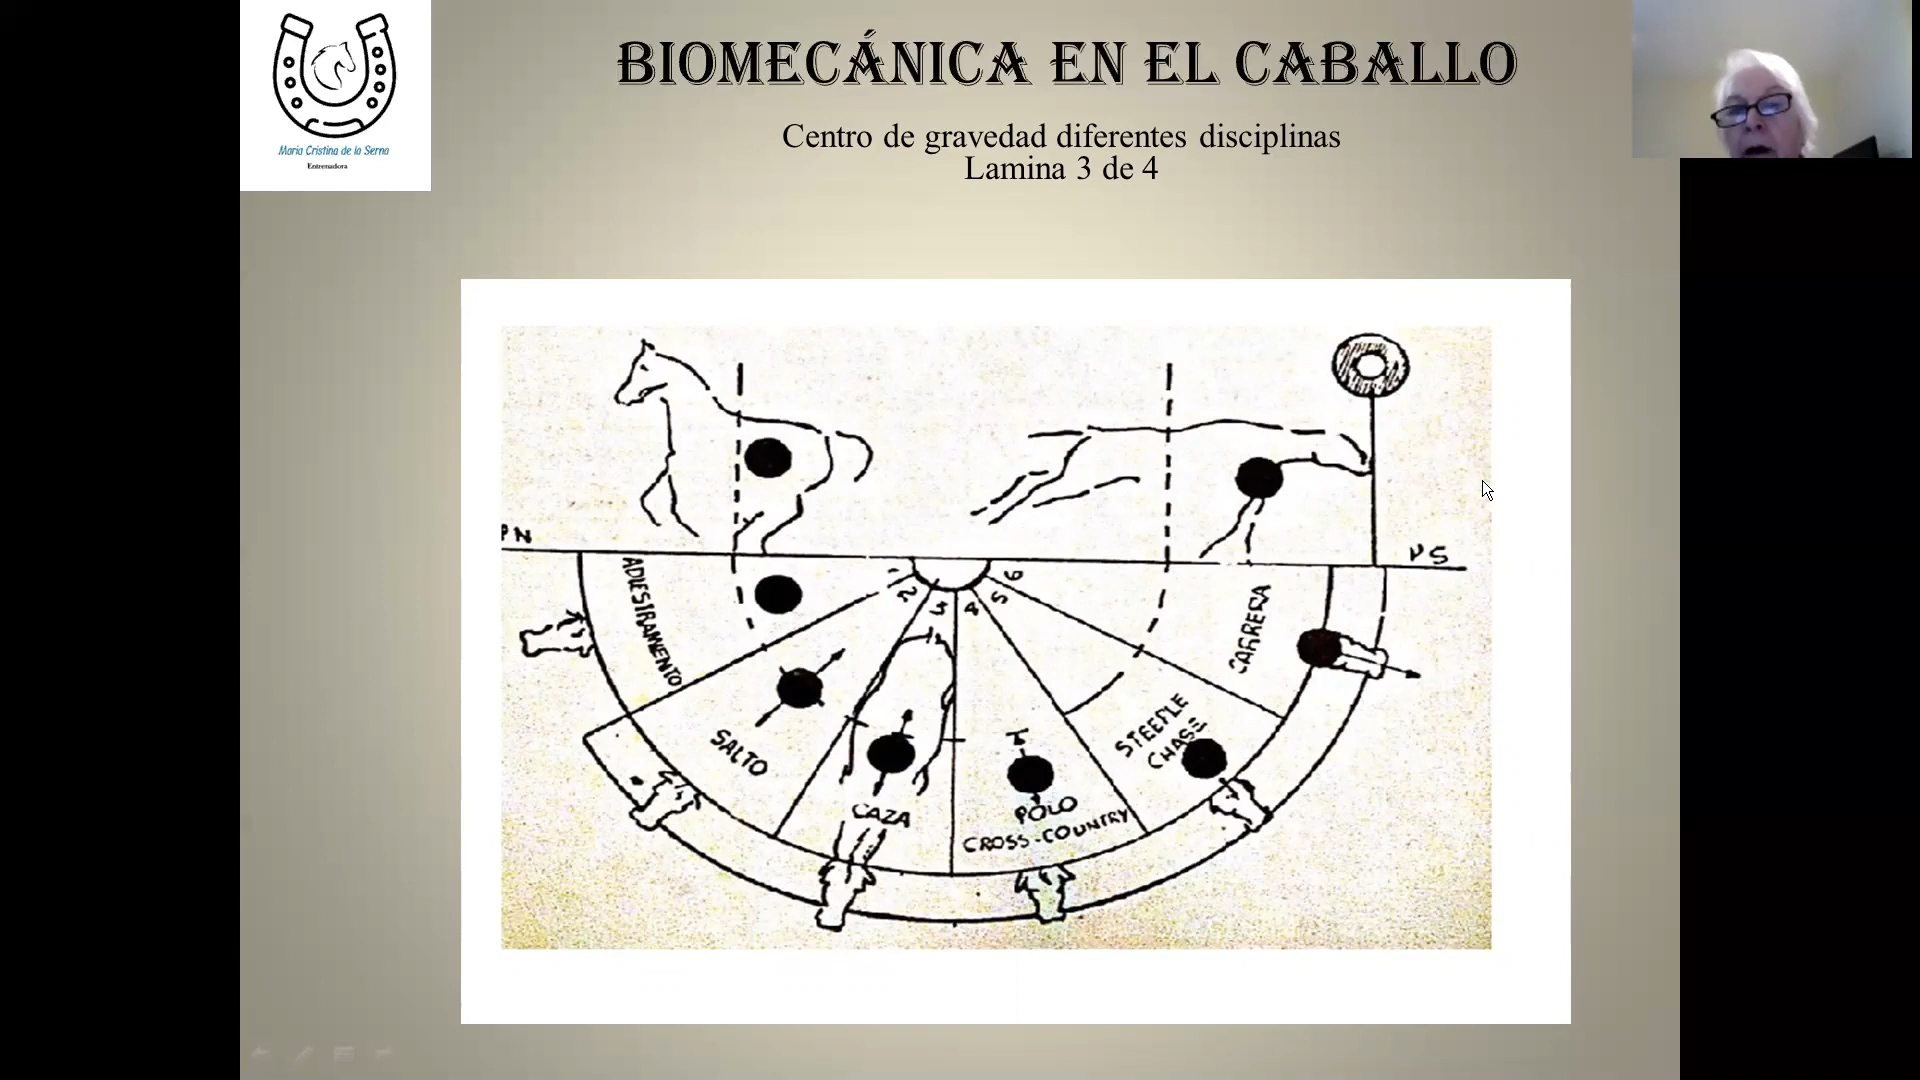 BIOMECÁNICA EN EL CABALLO
Centro de gravedad diferentes disciplinas
Lamina 3 de 4
Maria Cristina de la Serna
Entrenadora
PN
VS
ADIESTRAMIENTO
SALTO
CAZA
POLO
CROSS-COUNTRY
STEEPLE
CHASE
CARRERA
1
2
3
4
5
6